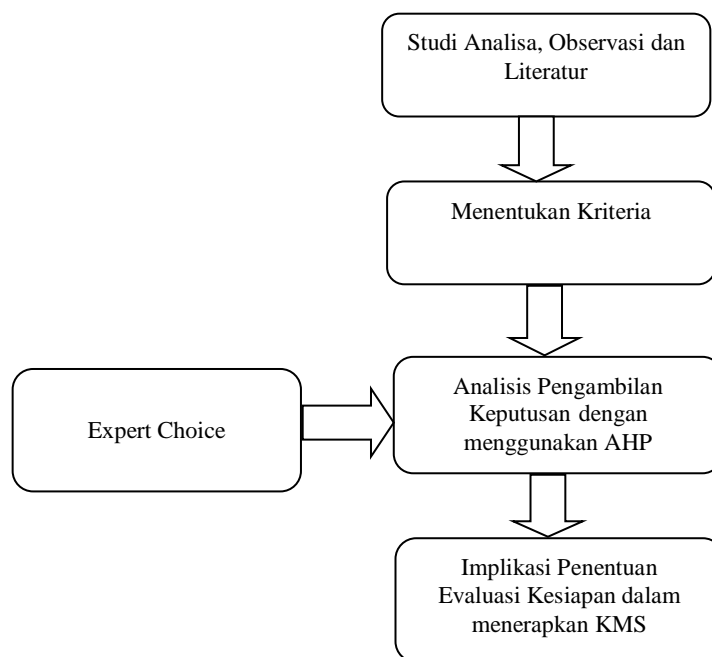 Studi Analisa, Observasi dan
Literatur
Menentukan Kriteria
Analisis Pengambilan
Keputusan dengan
menggunakan AHP
Expert Choice
Implikasi Penentuan
Evaluasi Kesiapan dalam
menerapkan KMS